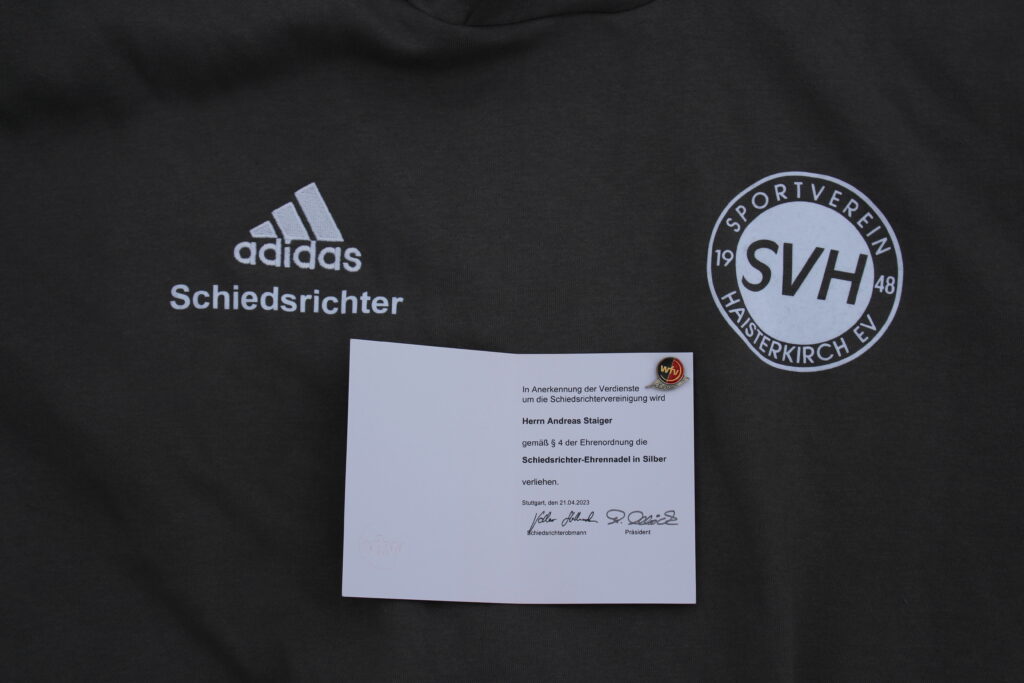 adidas
Schiedsrichter
SPORTVEREIN
19 SVH 48
HAISTERKIRCH EV
wfv
In Anerkennung der Verdienste
um die Schiedsrichtervereinigung wird
Herrn Andreas Staiger
gemäß § 4 der Ehrenordnung die
Schiedsrichter-Ehrennadel in Silber
verliehen.
Stuttgart, den 21.04.2023
Schiedsrichterobmann Präsident